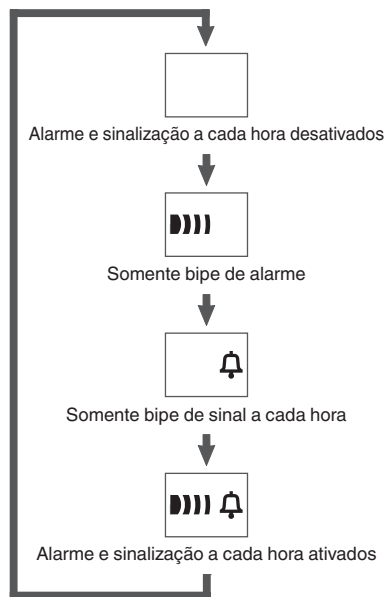 Alarme e sinalização a cada hora desativados
Somente bipe de alarme
Somente bipe de sinal a cada hora
Alarme e sinalização a cada hora ativados